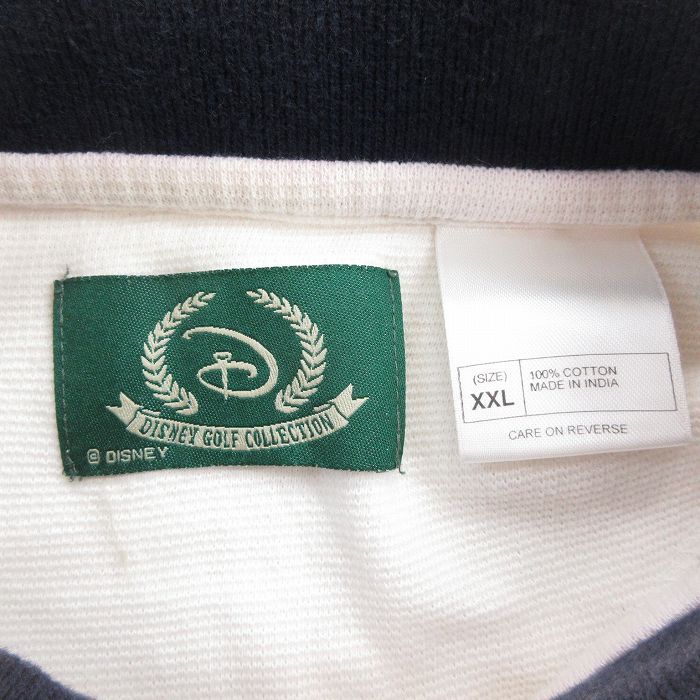 D
DISNEY GOLF COLLECTION
© DISNEY
(SIZE)
XXL
100% COTTON
MADE IN INDIA
CARE ON REVERSE